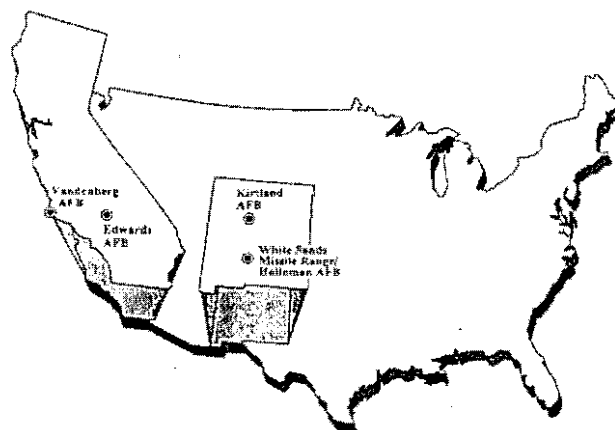 Vandenberg
AFB
Edwards
AFB
Kirtland
AFB
White Sands
Missile Range/
Holloman AFB